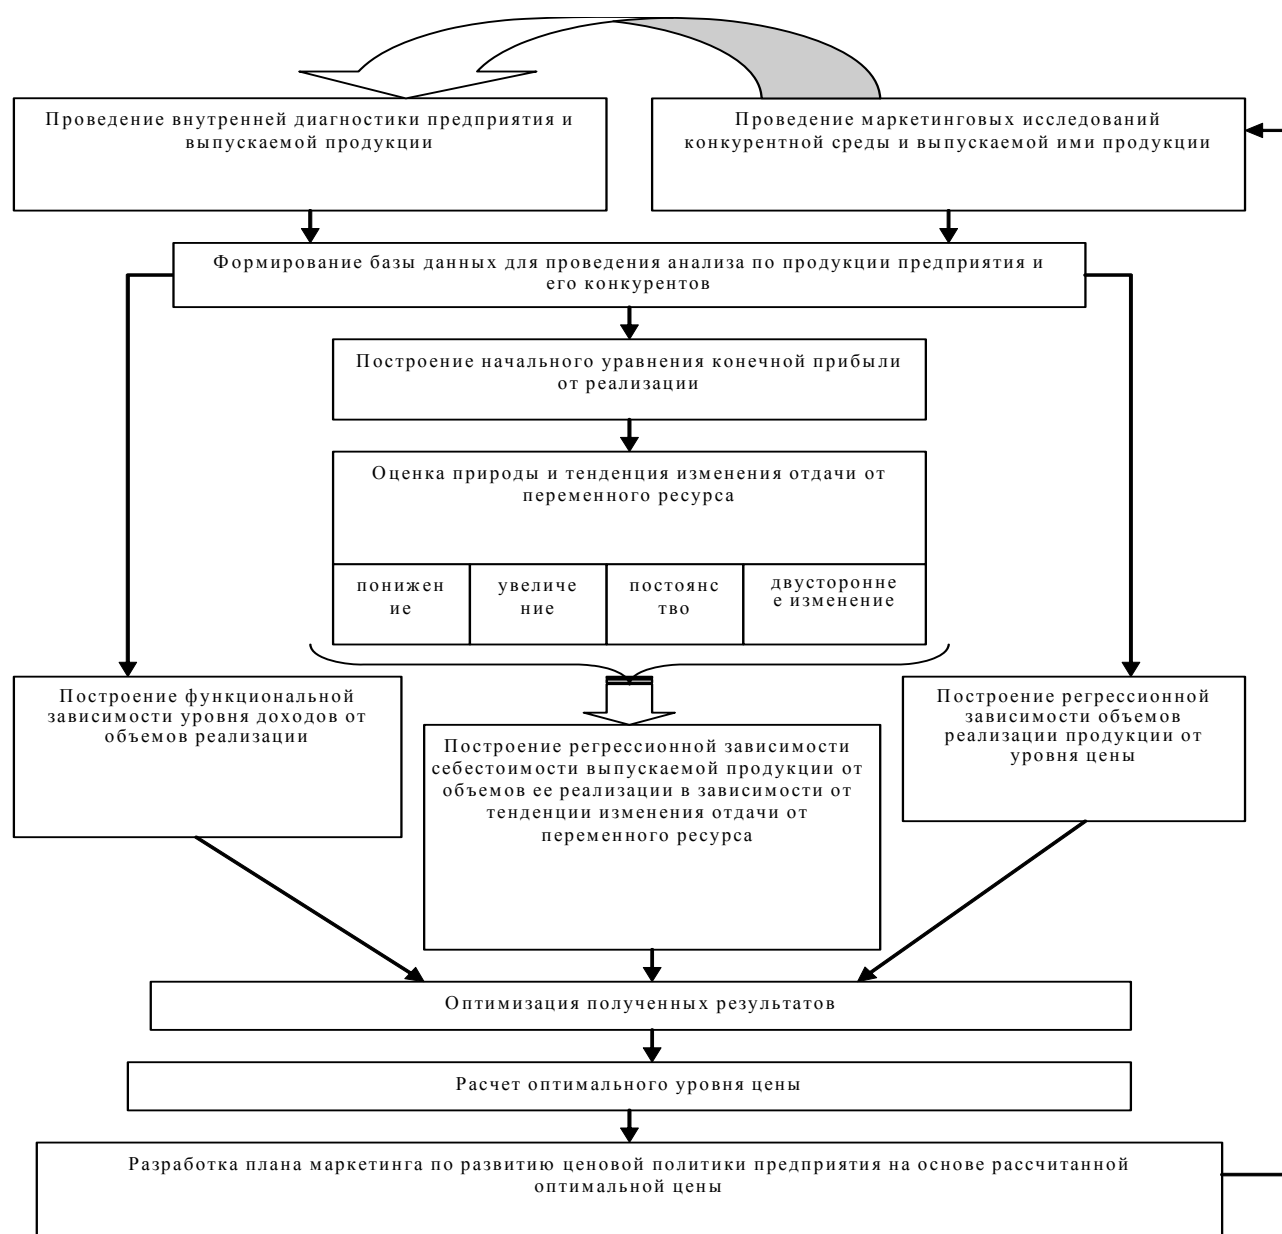 Проведение внутренней диагностики предприятия и
выпускаемой продукции
Проведение маркетинговых исследований
конкурентной среды и выпускаемой ими продукции
Формирование базы данных для проведения анализа по продукции предприятия и
его конкурентов
Построение начального уравнения конечной прибыли
от реализации
Оценка природы и тенденция изменения отдачи от
переменного ресурса
понижен
ие
увеличе
ние
постоянс
тво
двусторонне
е изменение
Построение функциональной
зависимости уровня доходов от
объемов реализации
Построение регрессионной зависимости
себестоимости выпускаемой продукции от
объемов ее реализации в зависимости от
тенденции изменения отдачи от
переменного ресурса
Построение регрессионной
зависимости объемов
реализации продукции от
уровня цены
Оптимизация полученных результатов
Расчет оптимального уровня цены
Разработка плана маркетинга по развитию ценовой политики предприятия на основе рассчитанной
оптимальной цены